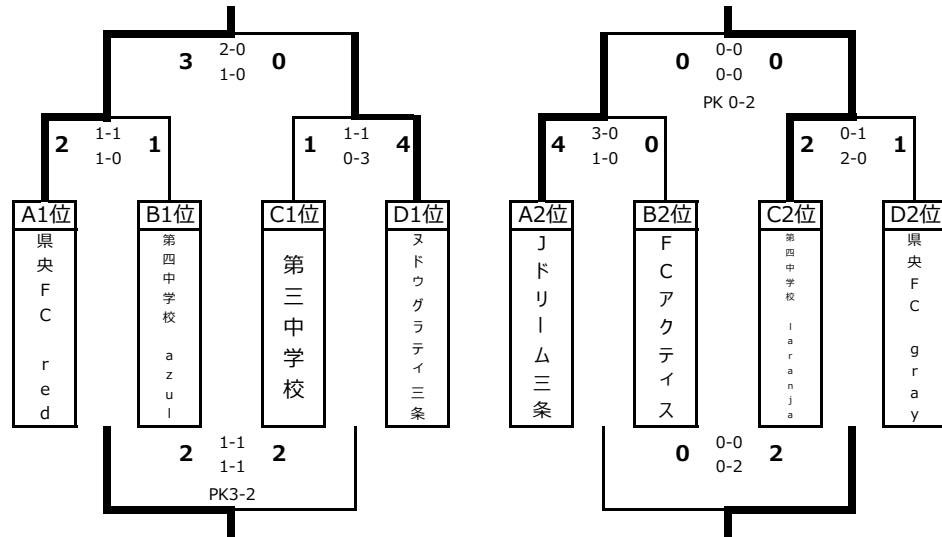 2-0
3 0
1-0
0-0
0 0
0-0
PK 0-2
1-1
2 1
1-0
1-1
1 4
0-3
3-0
4 0
1-0
0-1
2 1
2-0
A1位
B1位
C1位
D1位
A2位
B2位
C2位
D2位
県央FC red
第四中学校 azul
第三中学校
ヌドウグラティ三条
Jドリーム三条
FCアクティス
第四中学校 laranja
県央FC gray
1-1
2 2
1-1
PK3-2
0-0
0 2
0-2